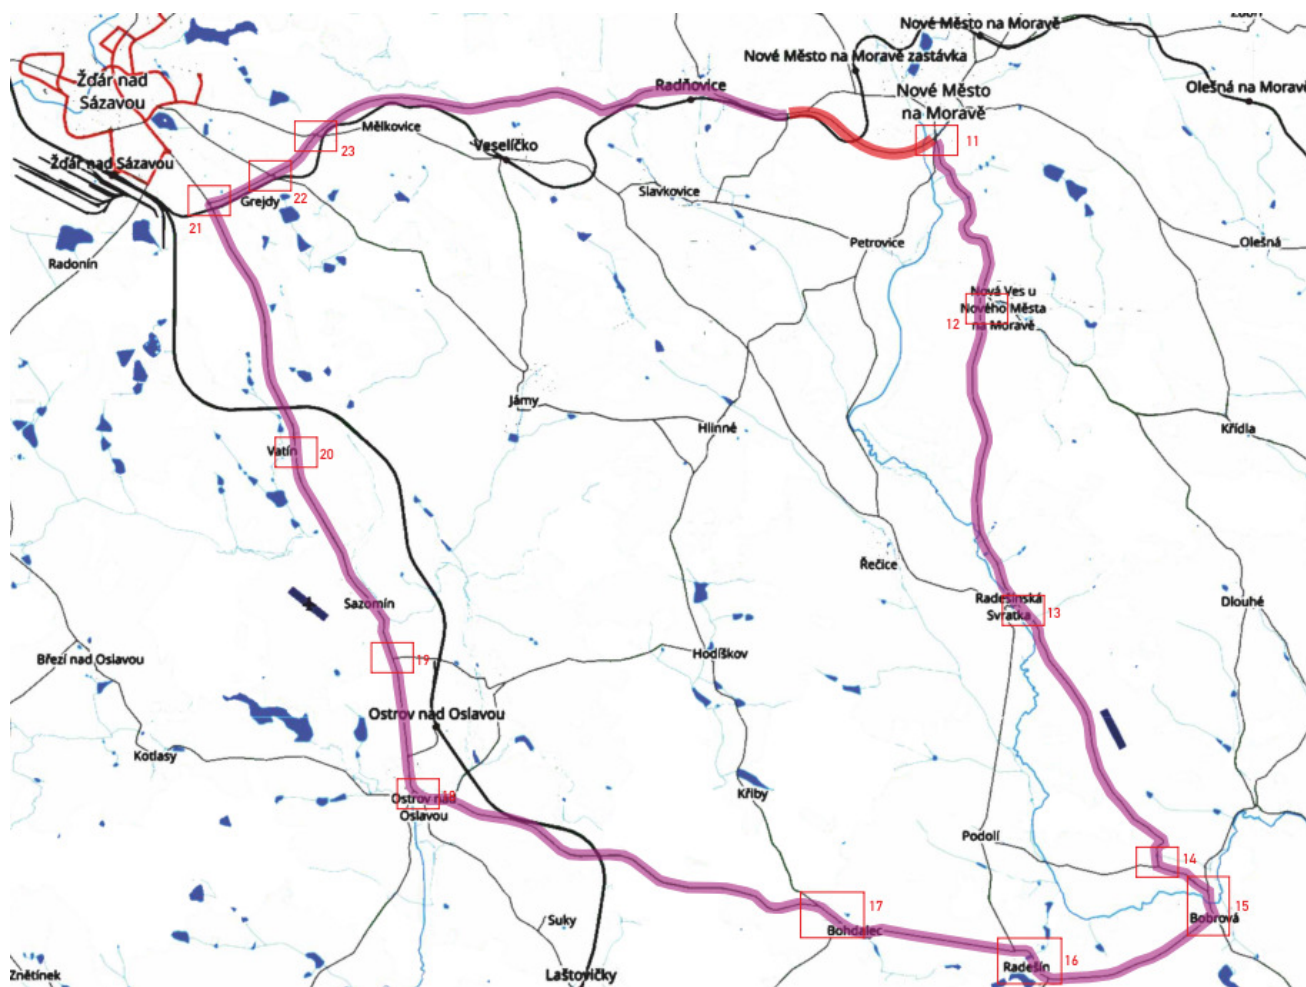 Nové Město na Moravě
Nové Město na Moravě zastávka
Žďár nad
Sázavou
Radňovice
Nové Město
na Moravě
Olešná na Moravě
11
Mělkovice
23
Veselíčko
Žďár nad Sázavou
22
Grejdy
21
Slavkovice
Radonín
Petrovice
Olešná
Nová Ves u
Nového Města
na Moravě
12
Jámy
Hlinné
Křídla
Vatín
20
Řečice
Sazomín
Radešínská
Svratka
13
Dlouhé
Březí nad Oslavou
19
Hodíškov
Ostrov nad Oslavou
Kotlasy
Křiby
Ostrov nad
Oslavou
18
Podolí
14
17
15
Bohdalec
Bobrová
Suky
16
Radešín
Znětínek
Laštovičky